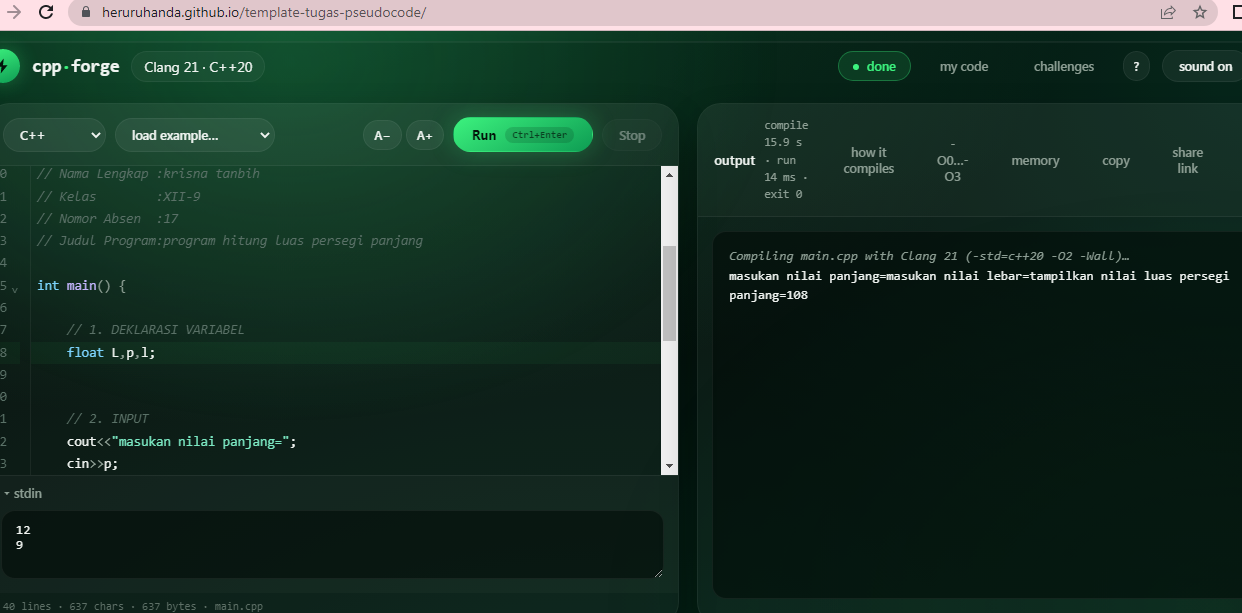 heruruhanda.github.io/template-tugas-pseudocode/
cpp·forge
Clang 21 · C++20
done
my code
challenges
?
sound on
C++
load example...
A−
A+
Run Ctrl+Enter
Stop
0 // Nama Lengkap :krisna tanbih
1 // Kelas        :XII-9
2 // Nomor Absen  :17
3 // Judul Program:program hitung luas persegi panjang
4
5 int main() {
6
7     // 1. DEKLARASI VARIABEL
8     float L,p,l;
9
0
1     // 2. INPUT
2     cout<<"masukan nilai panjang=";
3     cin>>p;
stdin
12
9
40 lines · 637 chars · 637 bytes · main.cpp
output
compile
15.9 s
· run
14 ms ·
exit 0
how it
compiles
-
O0…-
O3
memory
copy
share
link
Compiling main.cpp with Clang 21 (-std=c++20 -O2 -Wall)…
masukan nilai panjang=masukan nilai lebar=tampilkan nilai luas persegi
panjang=108